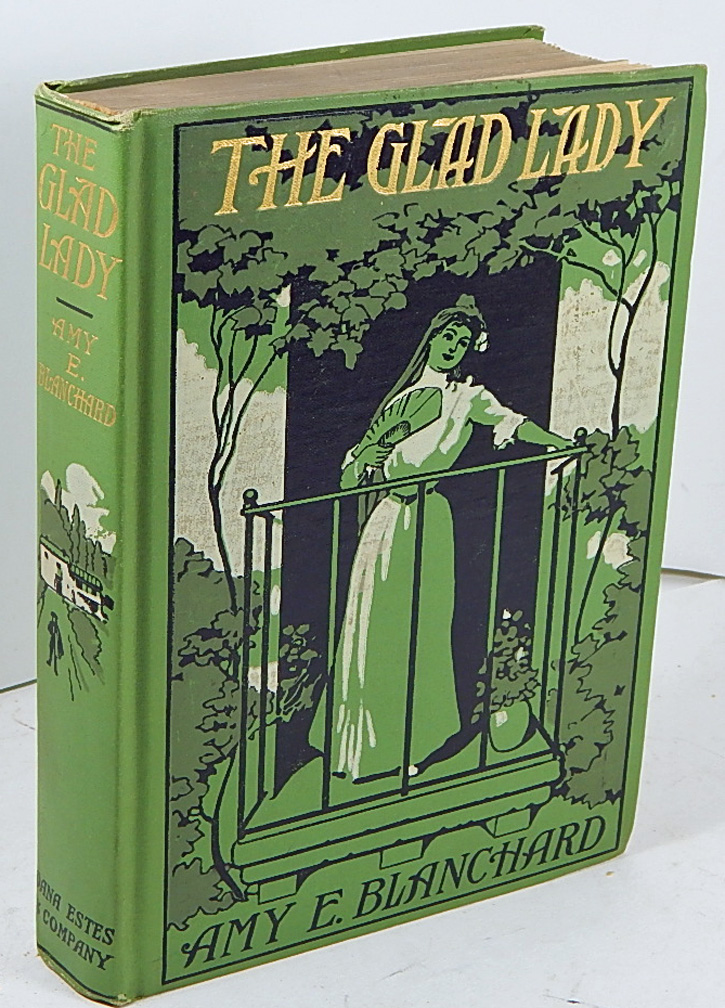 THE
GLAD
LADY
AMY
E.
BLANCHARD
DANA ESTES
& COMPANY
THE GLAD LADY
AMY E. BLANCHARD